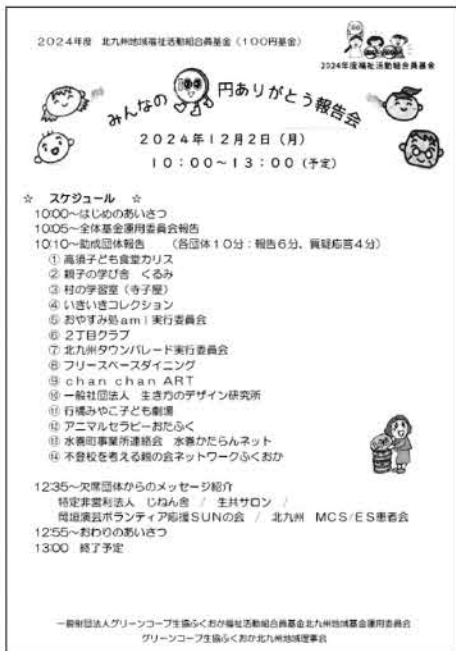 2024年度 北九州地域福祉活動組合員基金（100円基金）
2024年度福祉活動組合員基金
みんなの100円ありがとう報告会
2024年12月2日（月）
10：00～13：00（予定）
☆ スケジュール ☆
10:00～はじめのあいさつ
10:05～全体基金運用委員会報告
10:10～助成団体報告 （各団体10分：報告6分、質疑応答4分）
① 高須子ども食堂カリス
② 親子の学び舎 くるみ
③ 村の学習室（寺子屋）
④ いきいきコレクション
⑤ おやすみ処ami実行委員会
⑥ 2丁目クラブ
⑦ 北九州タウンパレード実行委員会
⑧ フリースペースダイニング
⑨ chan chan ART
⑩ 一般社団法人 生き方のデザイン研究所
⑪ 行橋みやこ子ども劇場
⑫ アニマルセラピーおたふく
⑬ 水巻町事業所連絡会 水巻かたらんネット
⑭ 不登校を考える親の会ネットワークふくおか
12:35～欠席団体からのメッセージ紹介
特定非営利法人 じねん舎 / 生共サロン /
岡垣演芸ボランティア応援SUNの会 / 北九州 MCS/ES患者会
12:55～おわりのあいさつ
13:00 終了予定
一般財団法人グリーンコープ生協ふくおか福祉活動組合員基金北九州地域基金運用委員会
グリーンコープ生協ふくおか北九州地域理事会